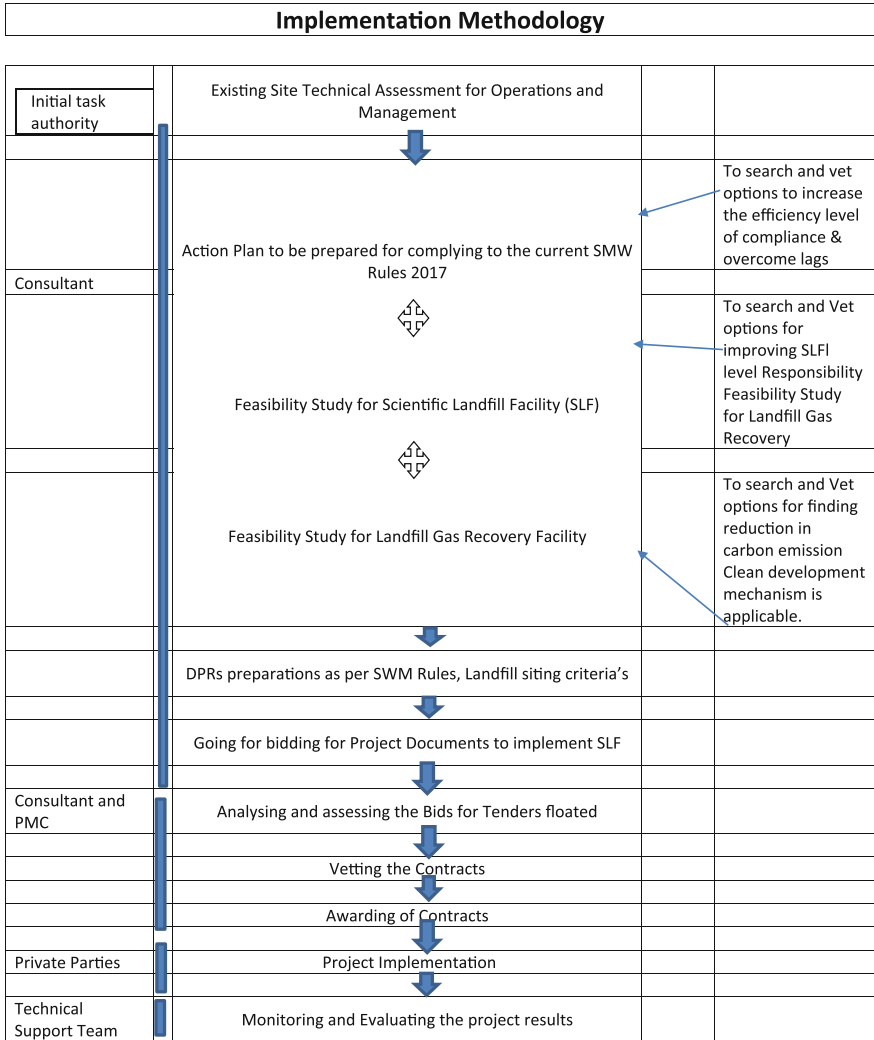 Implementation Methodology
Initial task
authority
Existing Site Technical Assessment for Operations and
Management
To search and vet
options to increase
the efficiency level
of compliance &
overcome lags
Action Plan to be prepared for complying to the current SMW
Rules 2017
Consultant
To search and Vet
options for
improving SLFl
level Responsibility
Feasibility Study
for Landfill Gas
Recovery
Feasibility Study for Scientific Landfill Facility (SLF)
To search and Vet
options for finding
reduction in
carbon emission
Clean development
mechanism is
applicable.
Feasibility Study for Landfill Gas Recovery Facility
DPRs preparations as per SWM Rules, Landfill siting criteria’s
Going for bidding for Project Documents to implement SLF
Consultant and
PMC
Analysing and assessing the Bids for Tenders floated
Vetting the Contracts
Awarding of Contracts
Private Parties
Project Implementation
Technical
Support Team
Monitoring and Evaluating the project results